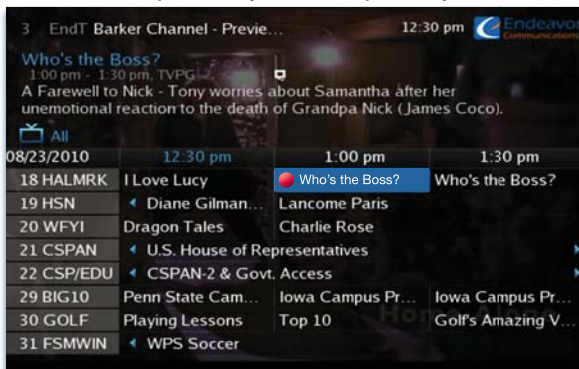 3 EndT Barker Channel - Previe... 12:30 pm Endeavor
Communications
Who's the Boss?
1:00 pm - 1:30 pm, TVPG
A Farewell to Nick - Tony worries about Samantha after her
unemotional reaction to the death of Grandpa Nick (James Coco).
All
08/23/2010 12:30 pm 1:00 pm 1:30 pm
18 HALMRK I Love Lucy Who's the Boss? Who's the Boss?
19 HSN Diane Gilman... Lancome Paris
20 WFYI Dragon Tales Charlie Rose
21 CSPAN U.S. House of Representatives
22 CSP/EDU CSPAN-2 & Govt. Access
29 BIG10 Penn State Cam... Iowa Campus Pr... Iowa Campus Pr...
30 GOLF Playing Lessons Top 10 Golf's Amazing V...
31 FSMWIN WPS Soccer